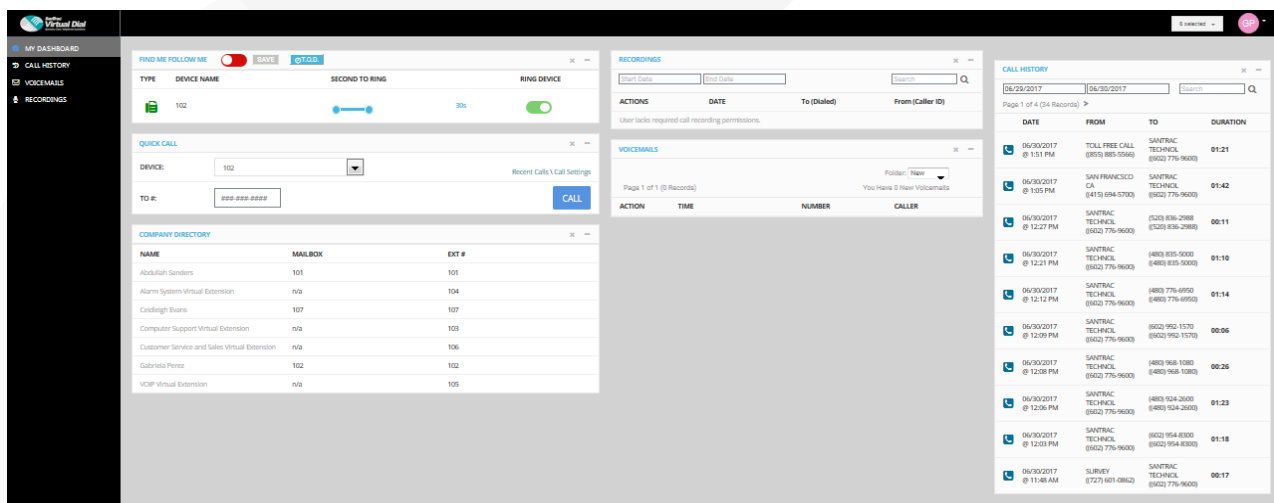 SanTrac
Virtual Dial
6 selected
GP
MY DASHBOARD
CALL HISTORY
VOICEMAILS
RECORDINGS
FIND ME FOLLOW ME SAVE @T.O.D.
TYPE DEVICE NAME SECOND TO RING RING DEVICE
102 30s
QUICK CALL
DEVICE: 102 Recent Calls \ Call Settings
TO #: ###-###-#### CALL
COMPANY DIRECTORY
NAME MAILBOX EXT #
Abdullah Sanders 101 101
Alarm System Virtual Extension n/a 104
Ceidleigh Evans 107 107
Computer Support Virtual Extension n/a 103
Customer Service and Sales Virtual Extension n/a 106
Gabriela Perez 102 102
VOIP Virtual Extension n/a 105
RECORDINGS
Start Date End Date Search
ACTIONS DATE To (Dialed) From (Caller ID)
User lacks required call recording permissions.
VOICEMAILS
Folder: New
Page 1 of 1 (0 Records) You Have 0 New Voicemails
ACTION TIME NUMBER CALLER
CALL HISTORY
06/29/2017 06/30/2017 Search
Page 1 of 4 (34 Records) >
DATE FROM TO DURATION
06/30/2017 @ 1:51 PM TOLL FREE CALL ((855) 885-5566) SANTRAC TECHNOL ((602) 776-9600) 01:21
06/30/2017 @ 1:05 PM SAN FRANCSCO CA ((415) 694-5700) SANTRAC TECHNOL ((602) 776-9600) 01:42
06/30/2017 @ 12:27 PM SANTRAC TECHNOL ((602) 776-9600) (520) 836-2988 ((520) 836-2988) 00:11
06/30/2017 @ 12:21 PM SANTRAC TECHNOL ((602) 776-9600) (480) 835-5000 ((480) 835-5000) 01:10
06/30/2017 @ 12:12 PM SANTRAC TECHNOL ((602) 776-9600) (480) 776-6950 ((480) 776-6950) 01:14
06/30/2017 @ 12:09 PM SANTRAC TECHNOL ((602) 776-9600) (602) 992-1570 ((602) 992-1570) 00:06
06/30/2017 @ 12:08 PM SANTRAC TECHNOL ((602) 776-9600) (480) 968-1080 ((480) 968-1080) 00:26
06/30/2017 @ 12:06 PM SANTRAC TECHNOL ((602) 776-9600) (480) 924-2600 ((480) 924-2600) 01:23
06/30/2017 @ 12:03 PM SANTRAC TECHNOL ((602) 776-9600) (602) 954-8300 ((602) 954-8300) 01:18
06/30/2017 @ 11:48 AM SURVEY ((727) 601-0862) SANTRAC TECHNOL ((602) 776-9600) 00:17